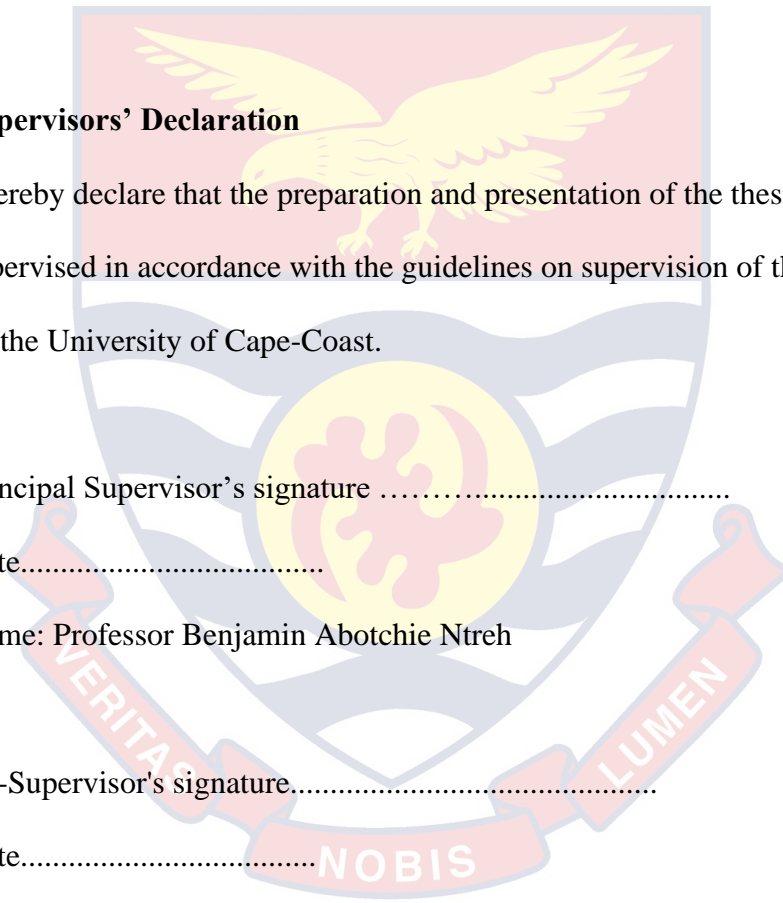 pervisors’ Declaration
ereby declare that the preparation and presentation of the thes
pervised in accordance with the guidelines on supervision of t
the University of Cape-Coast.
ncipal Supervisor’s signature ………..................................
te......................................
me: Professor Benjamin Abotchie Ntreh
-Supervisor's signature..............................................
te.....................................
VERITAS NOBIS LUMEN